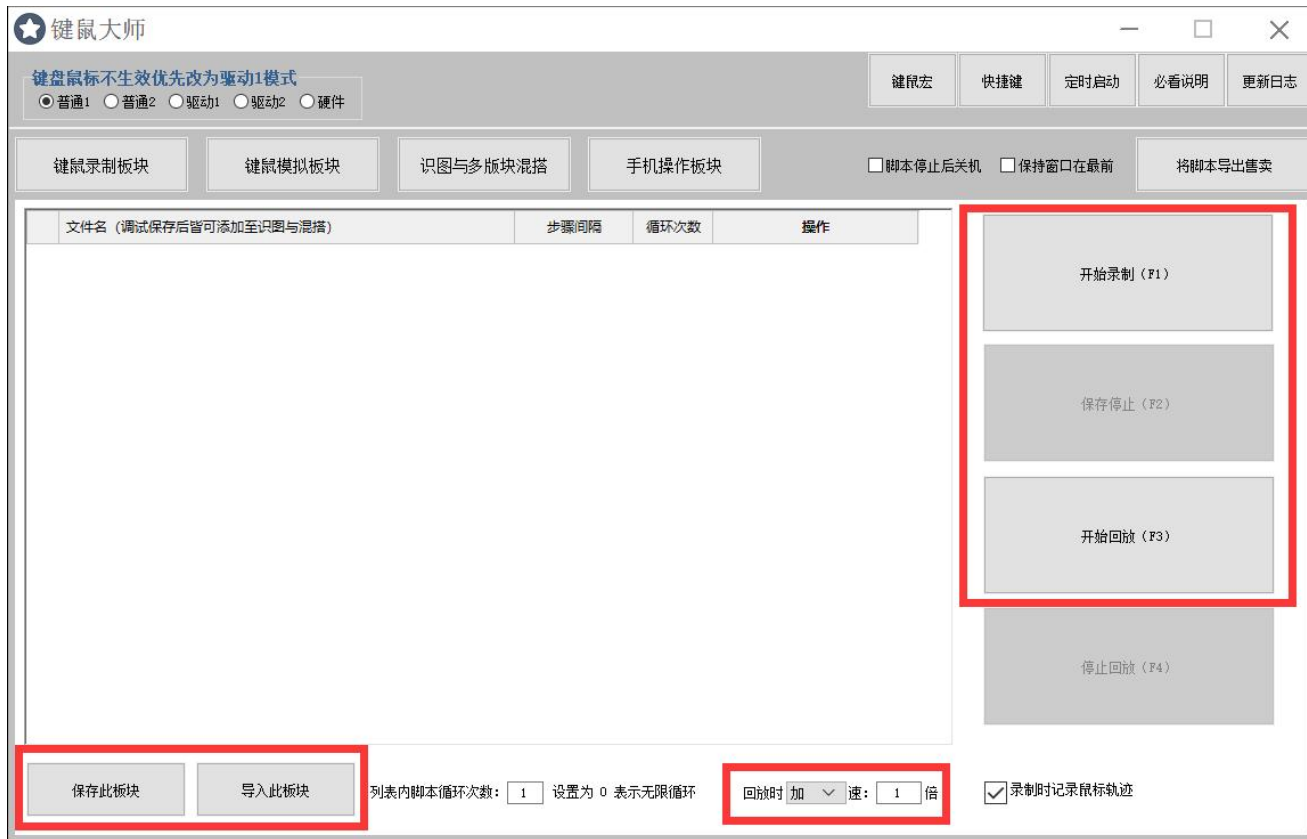 键鼠大师
键盘鼠标不生效优先改为驱动1模式
普通1 普通2 驱动1 驱动2 硬件
键鼠宏 快捷键 定时启动 必看说明 更新日志
键鼠录制板块 键鼠模拟板块 识图与多版块混搭 手机操作板块 脚本停止后关机 保持窗口在最前 将脚本导出售卖
文件名（调试保存后皆可添加至识图与混搭） 步骤间隔 循环次数 操作
开始录制（F1）
保存停止（F2）
开始回放（F3）
停止回放（F4）
保存此板块 导入此板块 列表内脚本循环次数： 1 设置为 0 表示无限循环 回放时 加 速： 1 倍 录制时记录鼠标轨迹